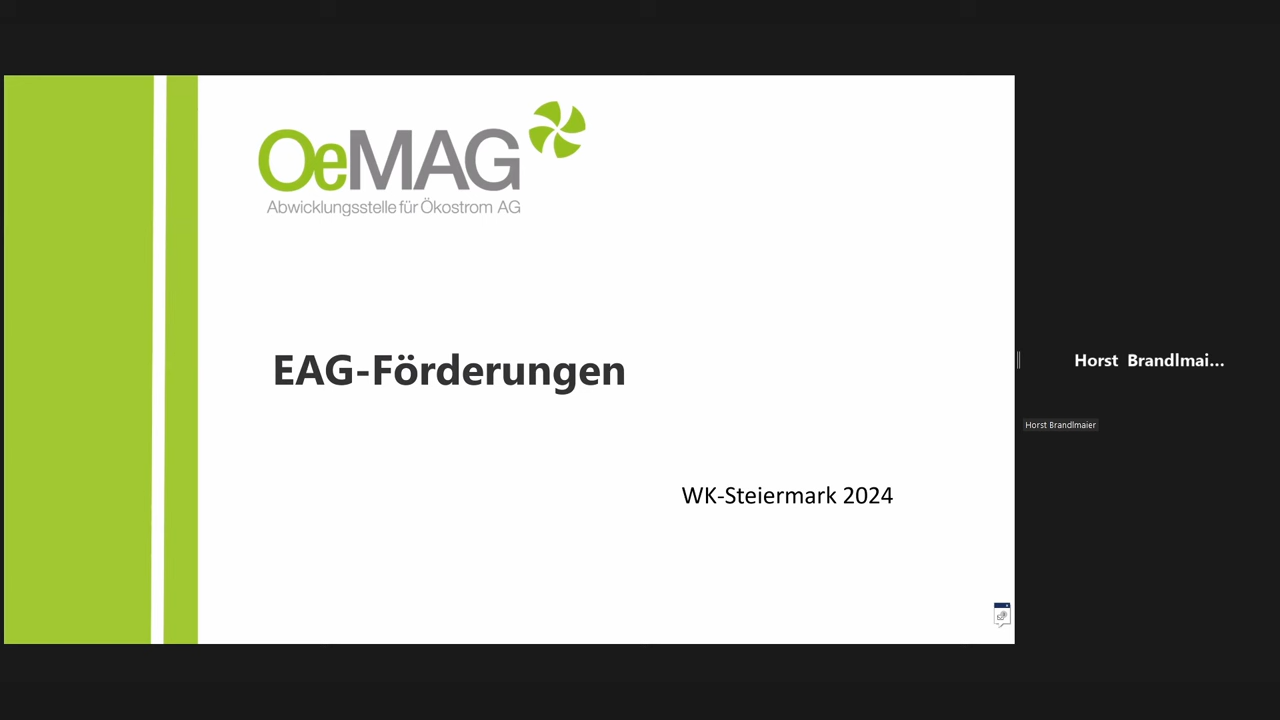 OeMAG
Abwicklungsstelle für Ökostrom AG
EAG-Förderungen
WK-Steiermark 2024
Horst Brandlmai...
Horst Brandlmaier